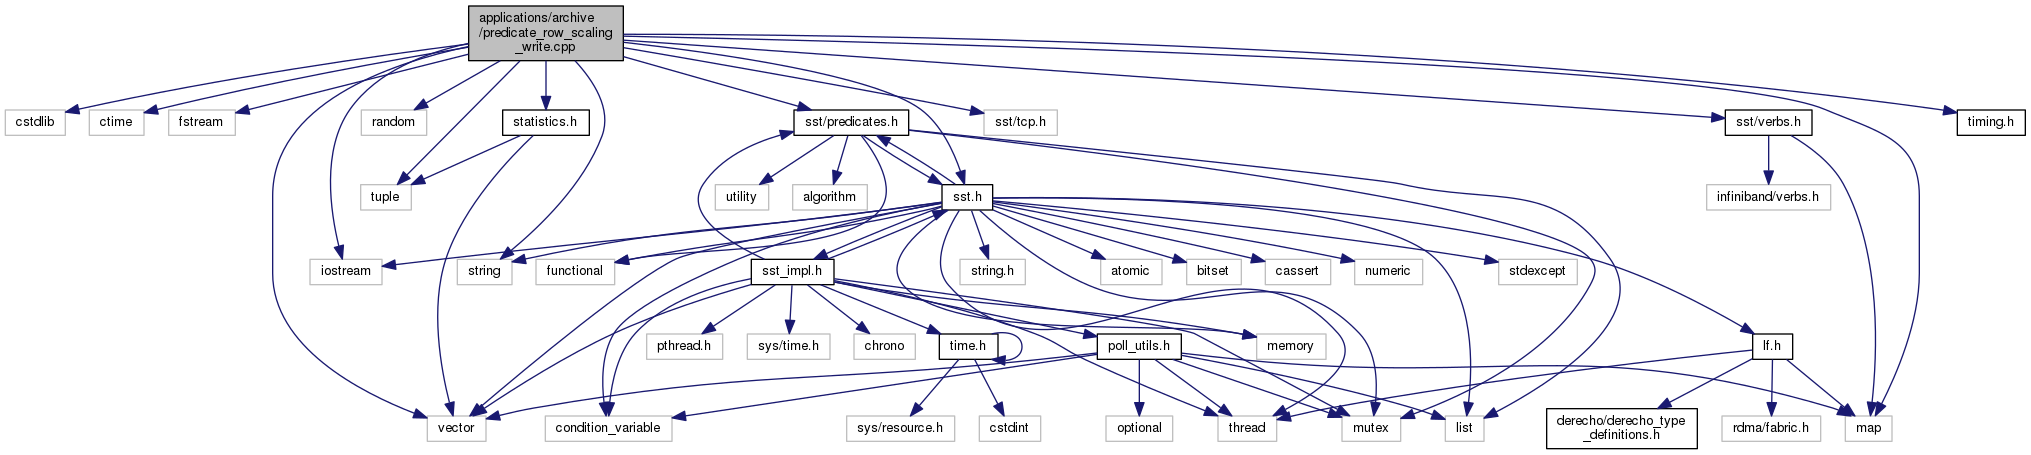 applications/archive
/predicate_row_scaling
_write.cpp
cstdlib
ctime
fstream
random
statistics.h
sst/predicates.h
sst/tcp.h
sst/verbs.h
timing.h
tuple
utility
algorithm
sst.h
infiniband/verbs.h
iostream
string
functional
sst_impl.h
string.h
atomic
bitset
cassert
numeric
stdexcept
pthread.h
sys/time.h
chrono
time.h
poll_utils.h
memory
lf.h
vector
condition_variable
sys/resource.h
cstdint
optional
thread
mutex
list
derecho/derecho_type
_definitions.h
rdma/fabric.h
map